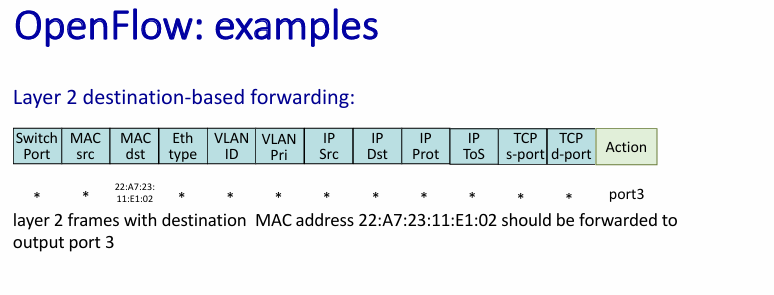 OpenFlow: examples
Layer 2 destination-based forwarding:
Switch Port MAC src MAC dst Eth type VLAN ID VLAN Pri IP Src IP Dst IP Prot IP ToS TCP s-port TCP d-port Action
* * 22:A7:23:11:E1:02 * * * * * * * * * port3
layer 2 frames with destination MAC address 22:A7:23:11:E1:02 should be forwarded to
output port 3